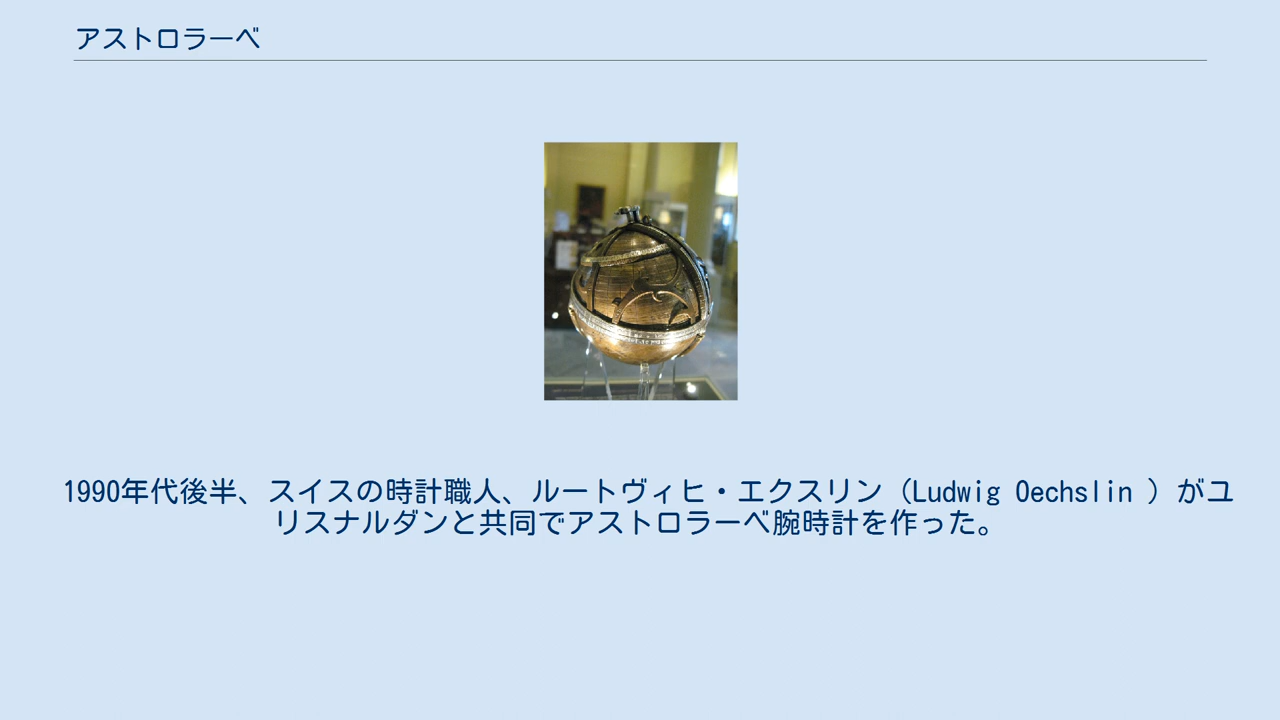 アストロラーベ
1990年代後半、スイスの時計職人、ルートヴィヒ・エクスリン（Ludwig Oechslin ）がユ
リスナルダンと共同でアストロラーベ腕時計を作った。